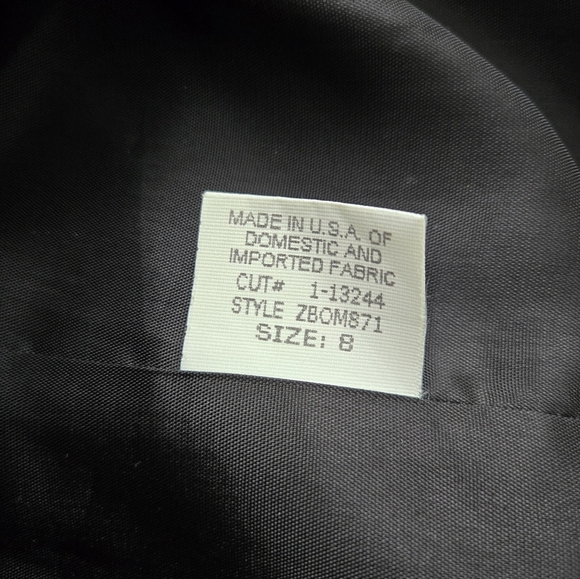 MADE IN U.S.A. OF
DOMESTIC AND
IMPORTED FABRIC
CUT# 1-13244
STYLE ZBOM871
SIZE: 8